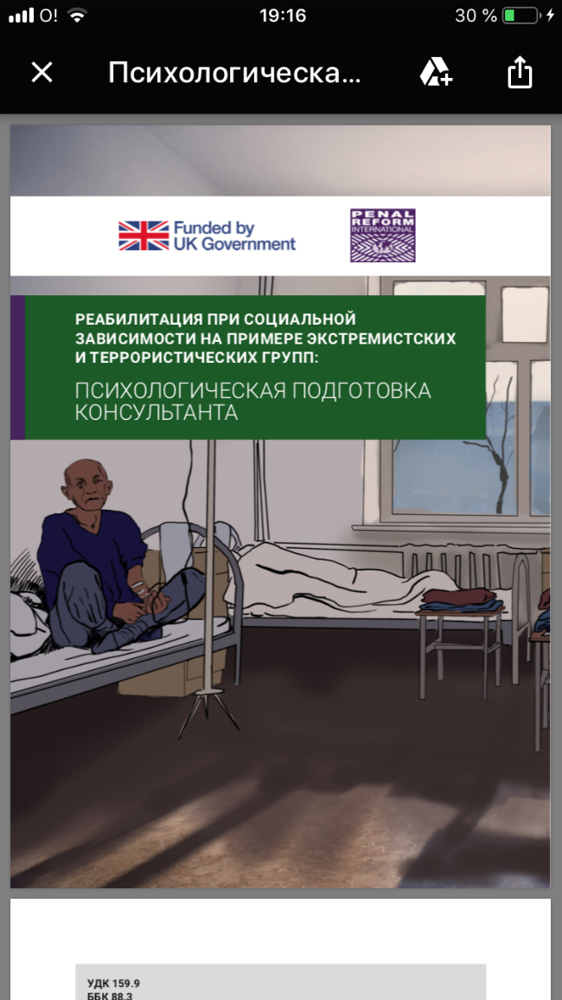 O! 19:16 30 %
Психологическа...
Funded by
UK Government
PENAL
REFORM
INTERNATIONAL
РЕАБИЛИТАЦИЯ ПРИ СОЦИАЛЬНОЙ
ЗАВИСИМОСТИ НА ПРИМЕРЕ ЭКСТРЕМИСТСКИХ
И ТЕРРОРИСТИЧЕСКИХ ГРУПП:
ПСИХОЛОГИЧЕСКАЯ ПОДГОТОВКА
КОНСУЛЬТАНТА
УДК 159.9
ББК 88.3